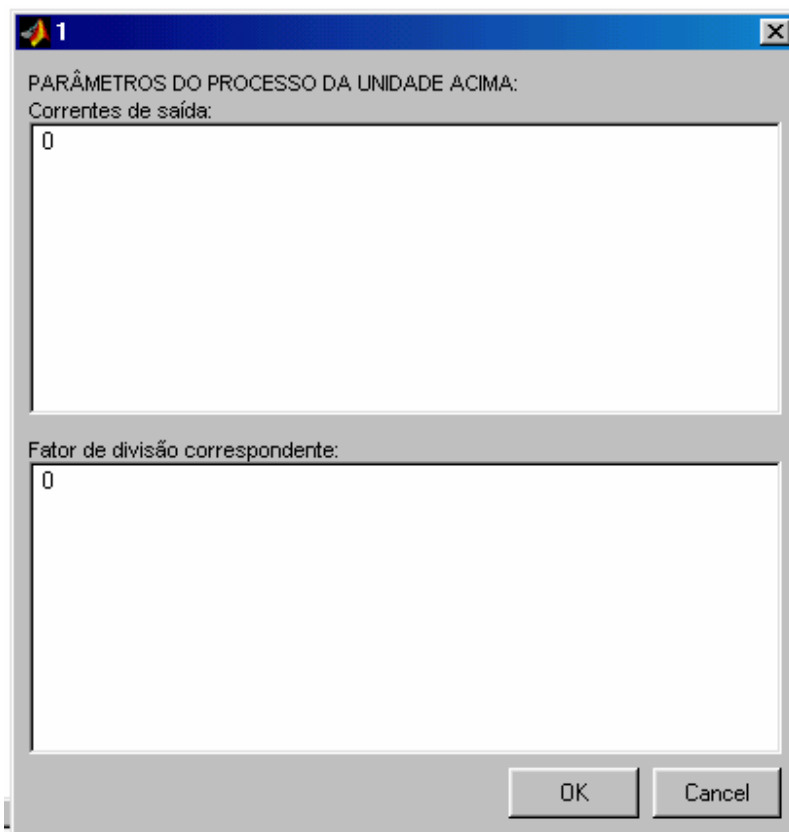 1
PARÂMETROS DO PROCESSO DA UNIDADE ACIMA:
Correntes de saída:
0
Fator de divisão correspondente:
0
OK
Cancel